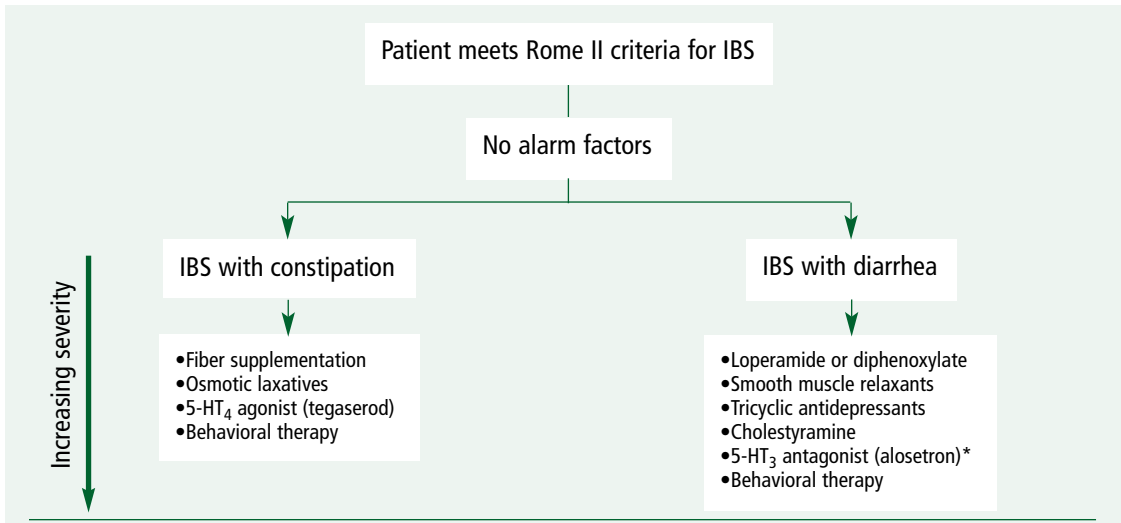 Patient meets Rome II criteria for IBS
No alarm factors
IBS with constipation
IBS with diarrhea
Increasing severity
•Fiber supplementation
•Osmotic laxatives
•5-HT₄ agonist (tegaserod)
•Behavioral therapy
•Loperamide or diphenoxylate
•Smooth muscle relaxants
•Tricyclic antidepressants
•Cholestyramine
•5-HT₃ antagonist (alosetron)*
•Behavioral therapy